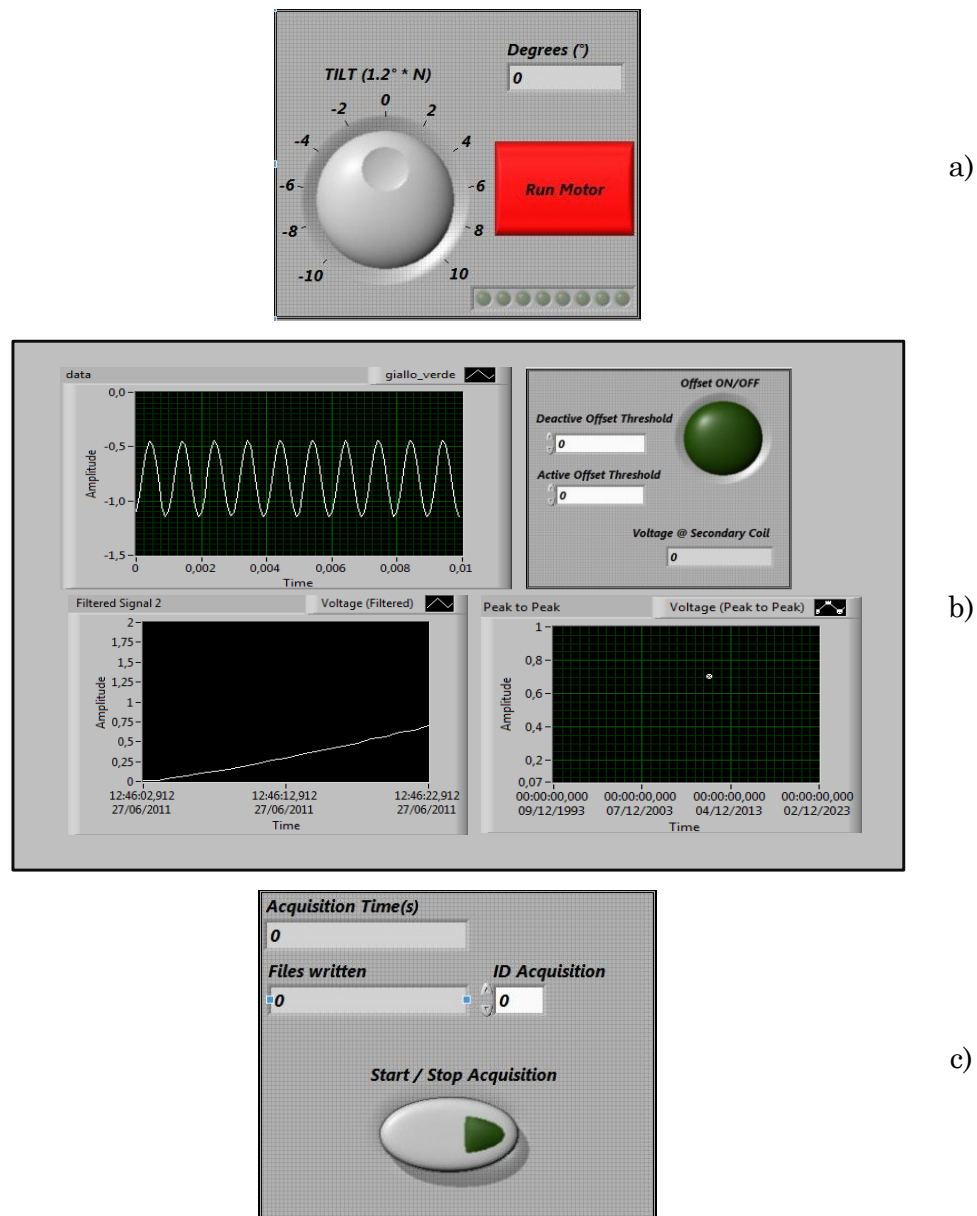 Degrees (°)
0
TILT (1.2° * N)
0
-2 2
-4 4
-6 6
-8 8
-10 10
Run Motor
a)
data giallo_verde
0,0
-0,5
-1,0
-1,5
Amplitude
0 0,002 0,004 0,006 0,008 0,01
Time
Offset ON/OFF
Deactive Offset Threshold
0
Active Offset Threshold
0
Voltage @ Secondary Coil
0
Filtered Signal 2 Voltage (Filtered)
2
1,75
1,5
1,25
1
0,75
0,5
0,25
0
Amplitude
12:46:02,912 12:46:12,912 12:46:22,912
27/06/2011 27/06/2011 27/06/2011
Time
Peak to Peak Voltage (Peak to Peak)
1
0,8
0,6
0,4
0,2
0,07
Amplitude
00:00:00,000 00:00:00,000 00:00:00,000 00:00:00,000
09/12/1993 07/12/2003 04/12/2013 02/12/2023
Time
b)
Acquisition Time(s)
0
Files written ID Acquisition
0 0
Start / Stop Acquisition
c)